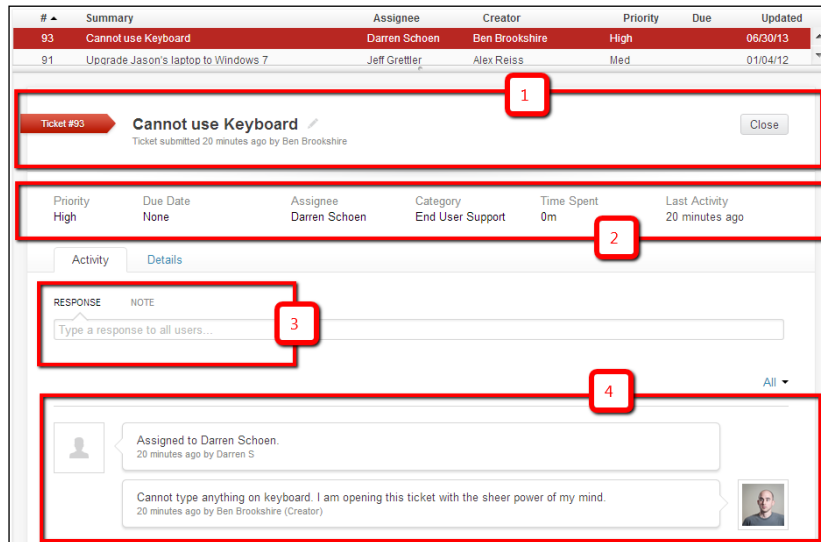 # Summary Assignee Creator Priority Due Updated
93 Cannot use Keyboard Darren Schoen Ben Brookshire High 06/30/13
91 Upgrade Jason's laptop to Windows 7 Jeff Grettler Alex Reiss Med 01/04/12
1
Ticket #93 Cannot use Keyboard Close
Ticket submitted 20 minutes ago by Ben Brookshire
Priority Due Date Assignee Category Time Spent Last Activity
High None Darren Schoen End User Support 0m 20 minutes ago
2
Activity Details
RESPONSE NOTE
3
Type a response to all users...
All
4
Assigned to Darren Schoen.
20 minutes ago by Darren S
Cannot type anything on keyboard. I am opening this ticket with the sheer power of my mind.
20 minutes ago by Ben Brookshire (Creator)